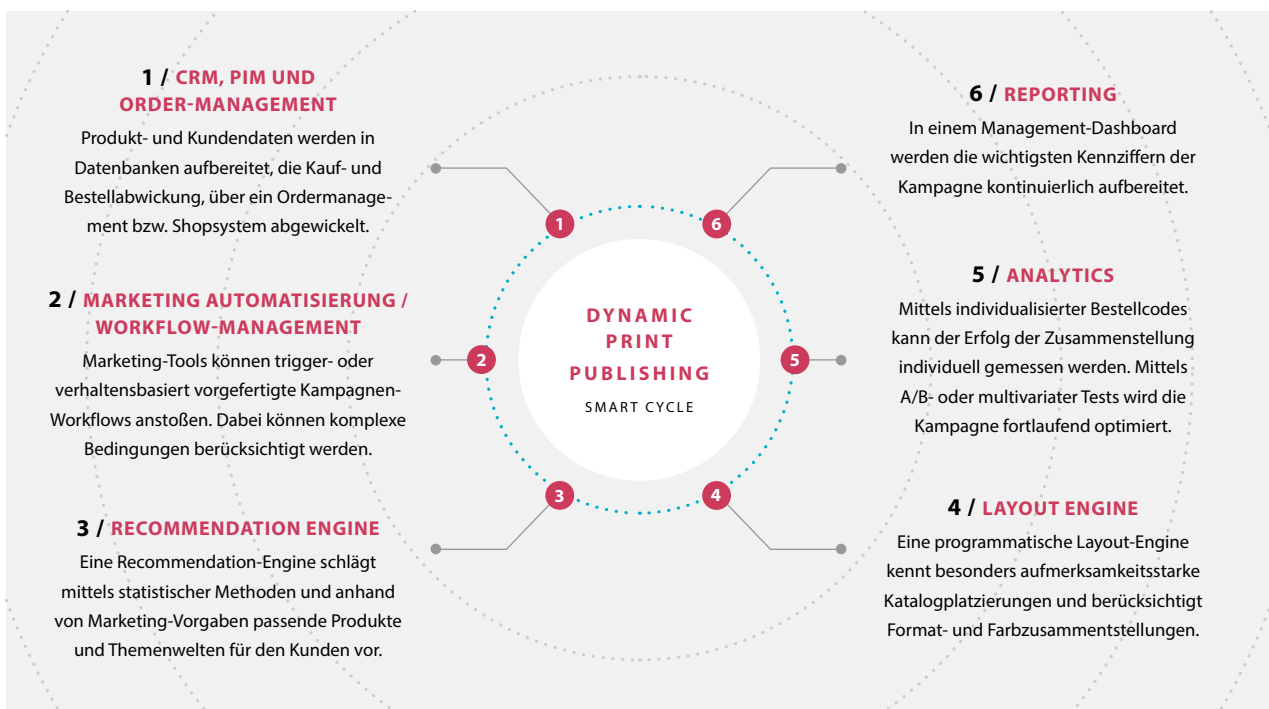 1 / CRM, PIM UND
ORDER-MANAGEMENT
Produkt- und Kundendaten werden in
Datenbanken aufbereitet, die Kauf- und
Bestellabwickung, über ein Ordermanage-
ment bzw. Shopsystem abgewickelt.
2 / MARKETING AUTOMATISIERUNG /
WORKFLOW-MANAGEMENT
Marketing-Tools können trigger- oder
verhaltensbasiert vorgefertigte Kampagnen-
Workflows anstoßen. Dabei können komplexe
Bedingungen berücksichtigt werden.
3 / RECOMMENDATION ENGINE
Eine Recommendation-Engine schlägt
mittels statistischer Methoden und anhand
von Marketing-Vorgaben passende Produkte
und Themenwelten für den Kunden vor.
1
6
2
5
3
4
DYNAMIC
PRINT
PUBLISHING
SMART CYCLE
6 / REPORTING
In einem Management-Dashboard
werden die wichtigsten Kennziffern der
Kampagne kontinuierlich aufbereitet.
5 / ANALYTICS
Mittels individualisierter Bestellcodes
kann der Erfolg der Zusammenstellung
individuell gemessen werden. Mittels
A/B- oder multivariater Tests wird die
Kampagne fortlaufend optimiert.
4 / LAYOUT ENGINE
Eine programmatische Layout-Engine
kennt besonders aufmerksamkeitsstarke
Katalogplatzierungen und berücksichtigt
Format- und Farbzusammentstellungen.